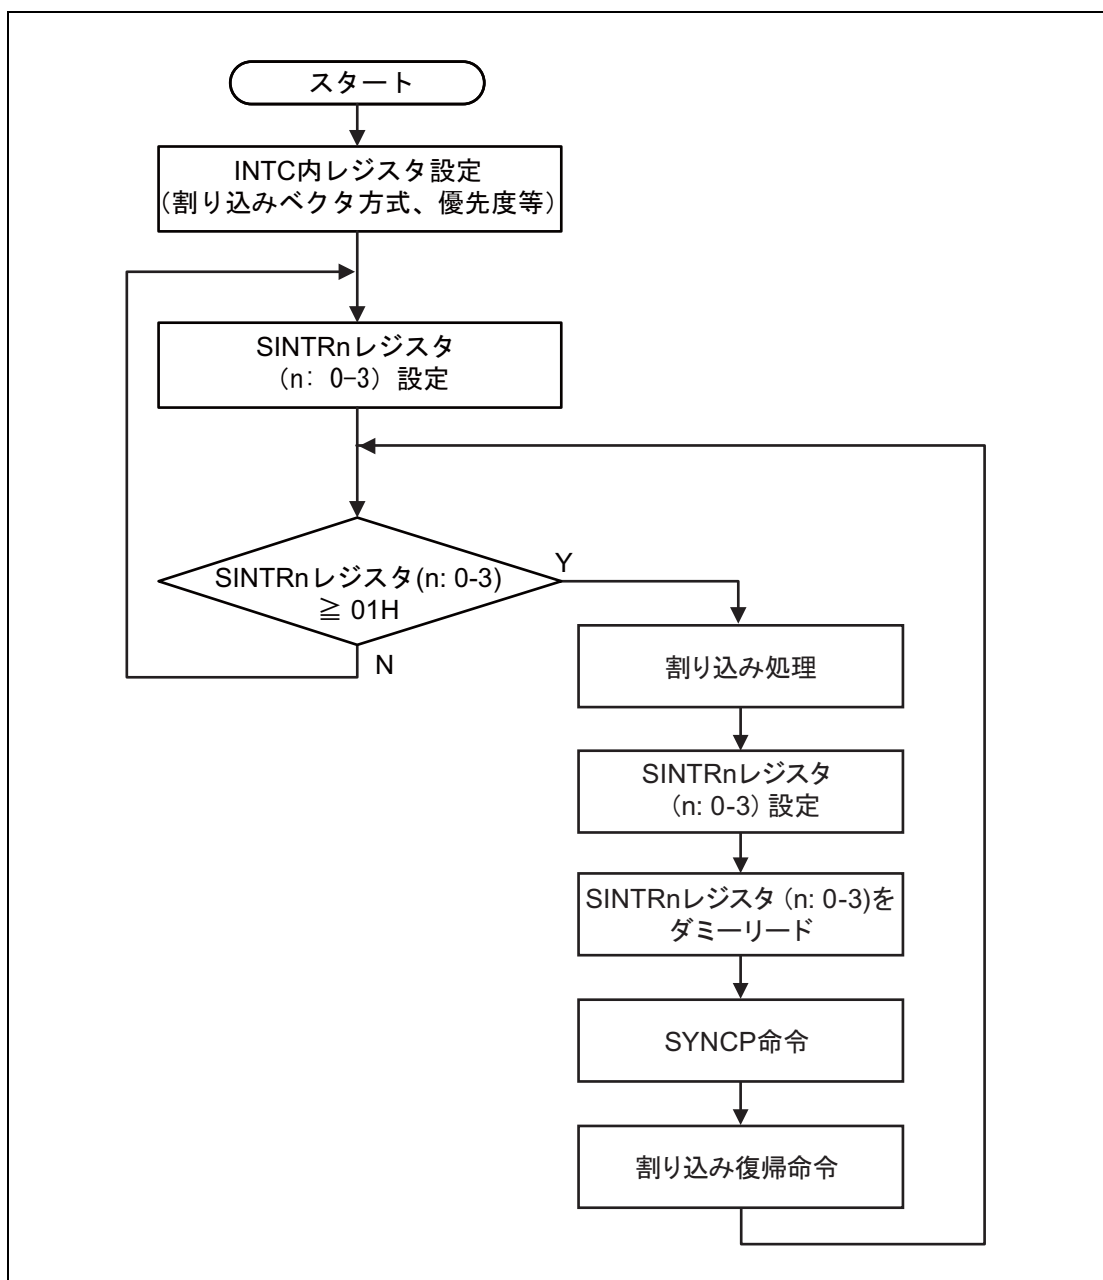 スタート
INTC内レジスタ設定
（割り込みベクタ方式、優先度等）
SINTRnレジスタ
（n: 0-3）設定
SINTRnレジスタ(n: 0-3)
≧ 01H
Y
N
割り込み処理
SINTRnレジスタ
（n: 0-3）設定
SINTRnレジスタ（n: 0-3)を
ダミーリード
SYNCP命令
割り込み復帰命令